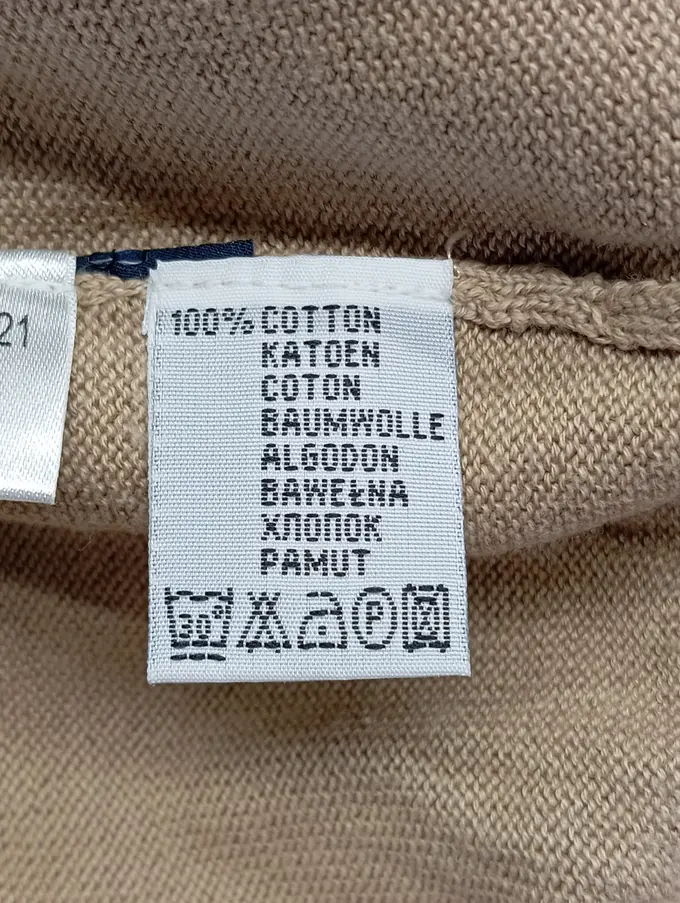 21
100% COTTON
KATOEN
COTON
BAUMWOLLE
ALGODON
BAWEŁNA
ХЛОПОК
PAMUT
30° P